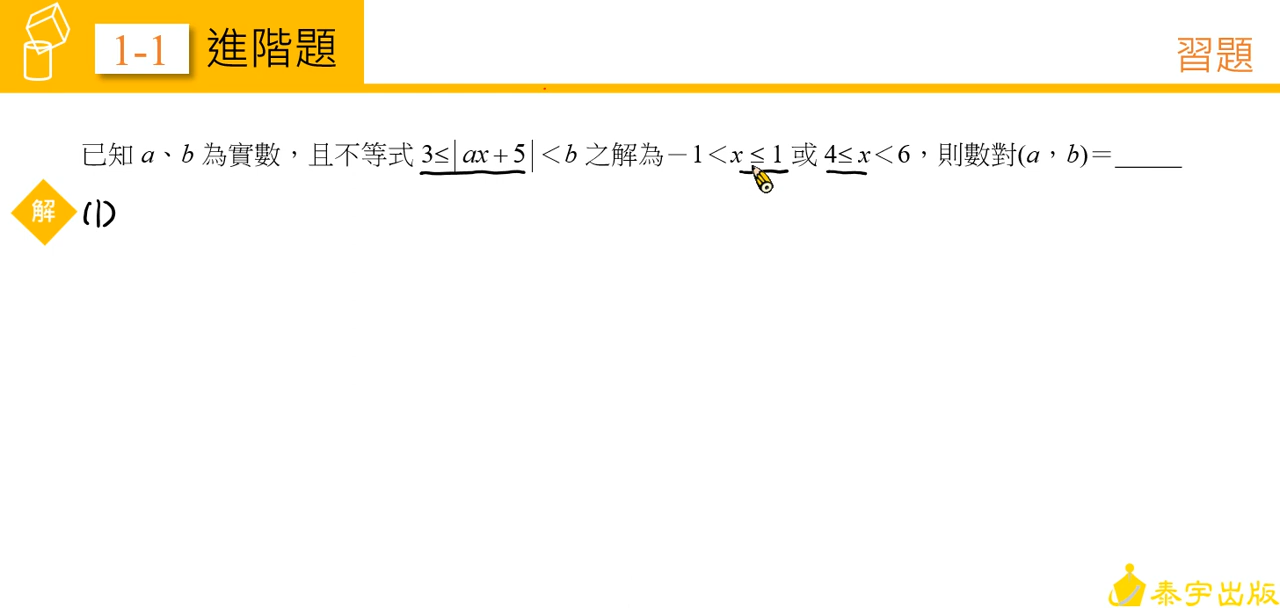 1-1 進階題
習題
已知 a、b 為實數，且不等式 3≤|ax+5|＜b 之解為－1＜x ≤ 1 或 4≤ x＜6，則數對(a，b)＝_____
解 (1)
泰宇出版